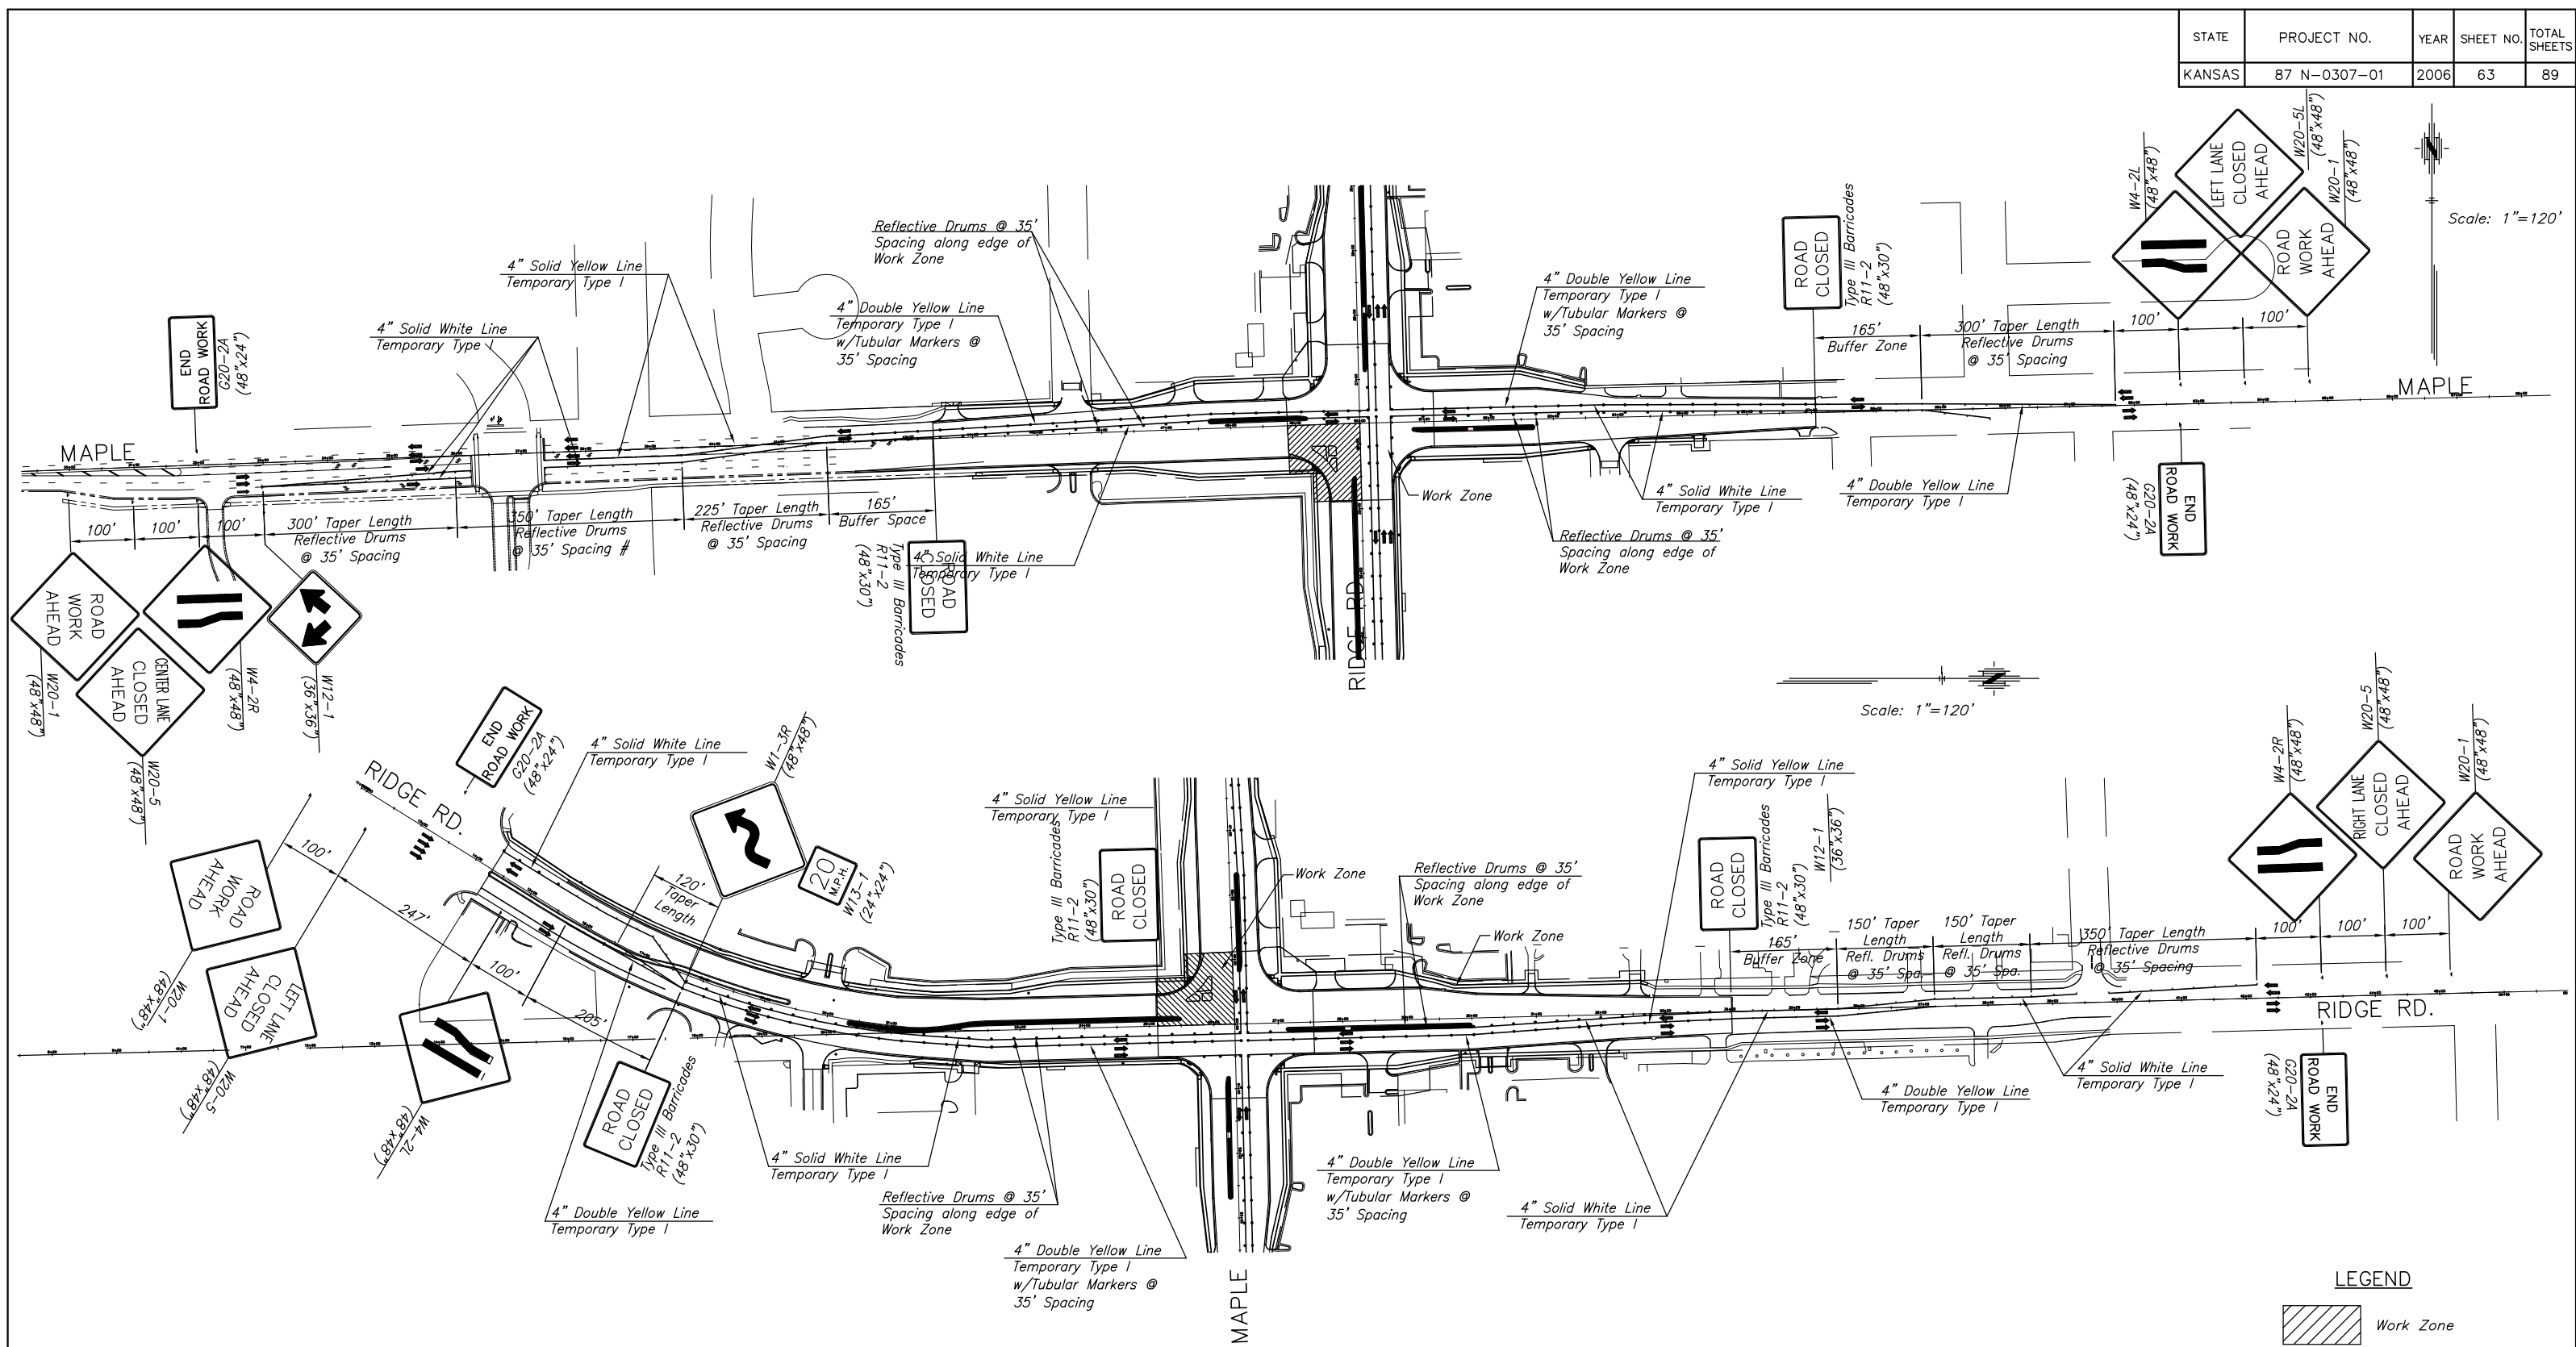 STATE PROJECT NO. YEAR SHEET NO. TOTAL SHEETS
KANSAS 87 N-0307-01 2006 63 89
Scale: 1"=120'
LEFT LANE
CLOSED
AHEAD
W20-5L
(48"x48")
W4-2L
(48"x48")
ROAD
WORK
AHEAD
W20-1
(48"x48")
ROAD
CLOSED
Type III Barricades
R11-2
(48"x30")
165'
Buffer Zone
300' Taper Length
Reflective Drums
@ 35' Spacing
100'
100'
MAPLE
4" Double Yellow Line
Temporary Type I
w/Tubular Markers @
35' Spacing
Reflective Drums @ 35'
Spacing along edge of
Work Zone
4" Solid Yellow Line
Temporary Type I
4" Double Yellow Line
Temporary Type I
w/Tubular Markers @
35' Spacing
4" Solid White Line
Temporary Type I
END
ROAD WORK
G20-2A
(48"x24")
MAPLE
100'
100'
100'
300' Taper Length
Reflective Drums
@ 35' Spacing
350' Taper Length
Reflective Drums
@ 35' Spacing #
225' Taper Length
Reflective Drums
@ 35' Spacing
165'
Buffer Space
ROAD
CLOSED
Type III Barricades
R11-2
(48"x30")
4" Solid White Line
Temporary Type I
Work Zone
4" Solid White Line
Temporary Type I
4" Double Yellow Line
Temporary Type I
Reflective Drums @ 35'
Spacing along edge of
Work Zone
END
ROAD WORK
G20-2A
(48"x24")
RIDGE RD.
ROAD
WORK
AHEAD
W20-1
(48"x48")
CENTER LANE
CLOSED
AHEAD
W20-5
(48"x48")
W4-2R
(48"x48")
W12-1
(36"x36")
Scale: 1"=120'
RIDGE RD.
END
ROAD WORK
G20-2A
(48"x24")
4" Solid White Line
Temporary Type I
W1-3R
(48"x48")
20
M.P.H.
W13-1
(24"x24")
120'
Taper
Length
100'
247'
100'
205'
ROAD
WORK
AHEAD
W20-1
(48"x48")
LEFT LANE
CLOSED
AHEAD
W20-5
(48"x48")
W4-2L
(48"x48")
ROAD
CLOSED
Type III Barricades
R11-2
(48"x30")
4" Solid Yellow Line
Temporary Type I
ROAD
CLOSED
Type III Barricades
R11-2
(48"x30")
Work Zone
Reflective Drums @ 35'
Spacing along edge of
Work Zone
Work Zone
4" Solid Yellow Line
Temporary Type I
ROAD
CLOSED
Type III Barricades
R11-2
(48"x30")
W12-1
(36"x36")
165'
Buffer Zone
150' Taper
Length
Refl. Drums
@ 35' Spa.
150' Taper
Length
Refl. Drums
@ 35' Spa.
350' Taper Length
Reflective Drums
@ 35' Spacing
100'
100'
100'
W4-2R
(48"x48")
RIGHT LANE
CLOSED
AHEAD
W20-5
(48"x48")
ROAD
WORK
AHEAD
W20-1
(48"x48")
RIDGE RD.
END
ROAD WORK
G20-2A
(48"x24")
4" Solid White Line
Temporary Type I
4" Double Yellow Line
Temporary Type I
4" Solid White Line
Temporary Type I
4" Double Yellow Line
Temporary Type I
w/Tubular Markers @
35' Spacing
4" Solid White Line
Temporary Type I
Reflective Drums @ 35'
Spacing along edge of
Work Zone
4" Double Yellow Line
Temporary Type I
4" Double Yellow Line
Temporary Type I
w/Tubular Markers @
35' Spacing
MAPLE
LEGEND
Work Zone